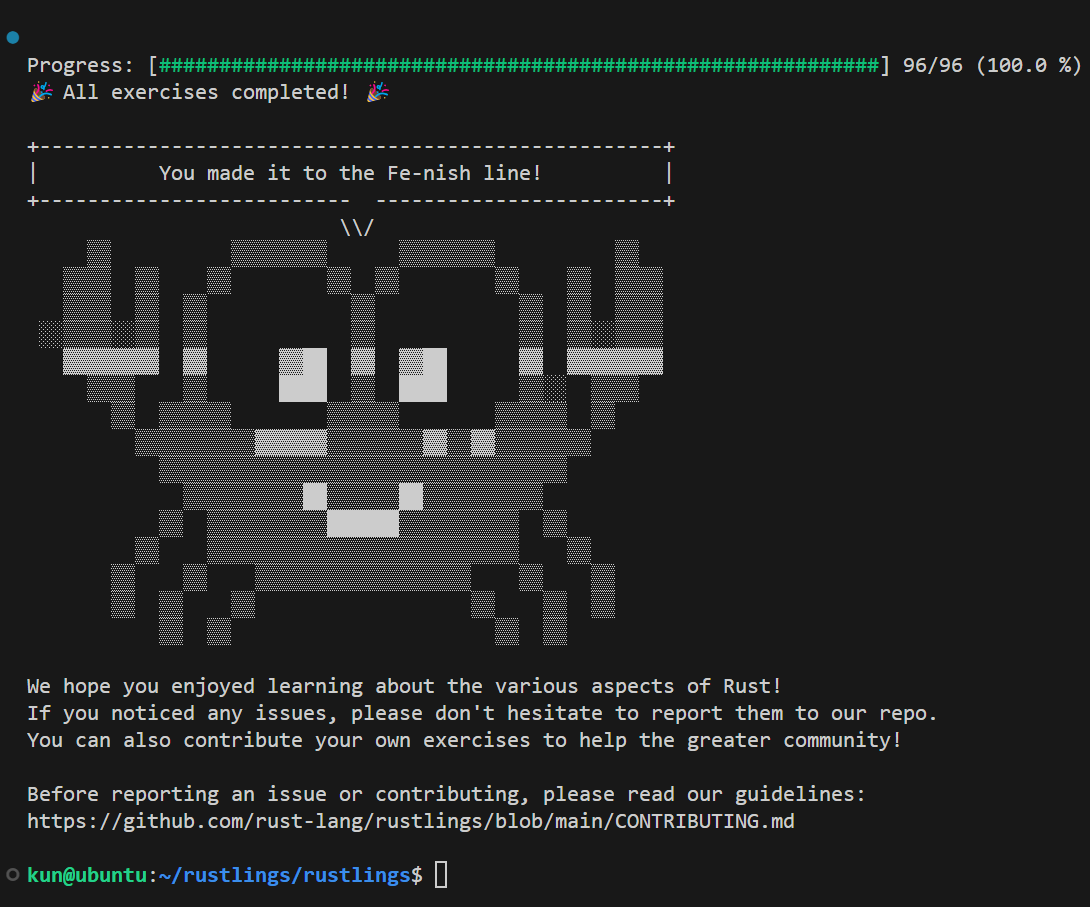 Progress: [############################################################] 96/96 (100.0 %)
🎉 All exercises completed! 🎉
+----------------------------------------------------+
|          You made it to the Fe-nish line!          |
+--------------------------  ------------------------+
\\/
We hope you enjoyed learning about the various aspects of Rust!
If you noticed any issues, please don't hesitate to report them to our repo.
You can also contribute your own exercises to help the greater community!
Before reporting an issue or contributing, please read our guidelines:
https://github.com/rust-lang/rustlings/blob/main/CONTRIBUTING.md
kun@ubuntu:~/rustlings/rustlings$